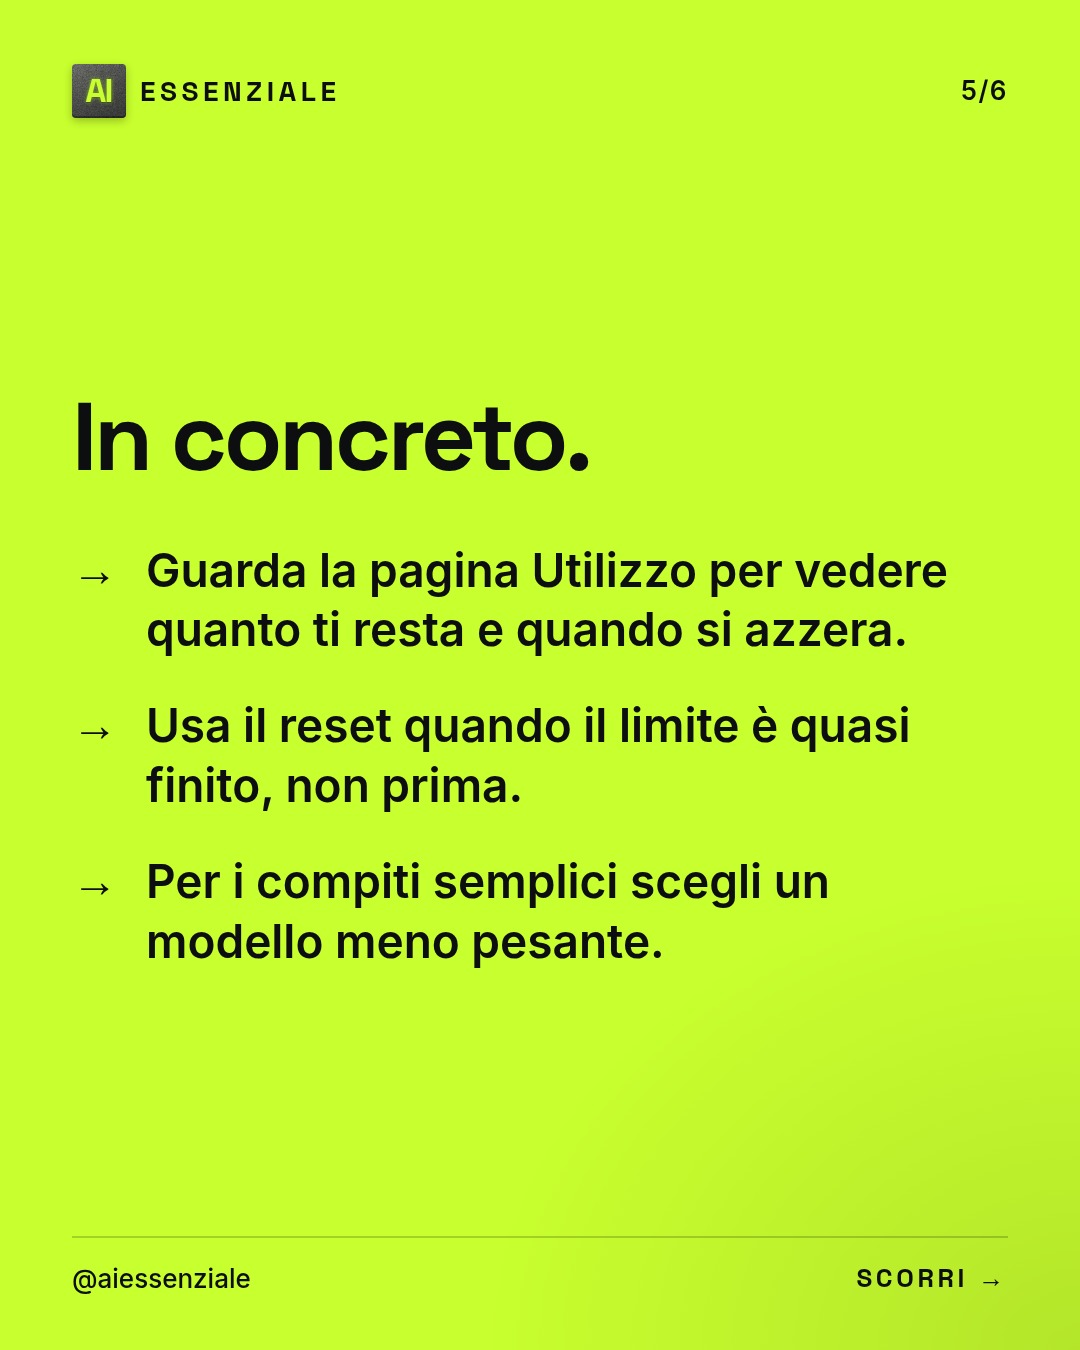 AI ESSENZIALE
5/6
In concreto.
→ Guarda la pagina Utilizzo per vedere
quanto ti resta e quando si azzera.
→ Usa il reset quando il limite è quasi
finito, non prima.
→ Per i compiti semplici scegli un
modello meno pesante.
@aiessenziale
SCORRI →